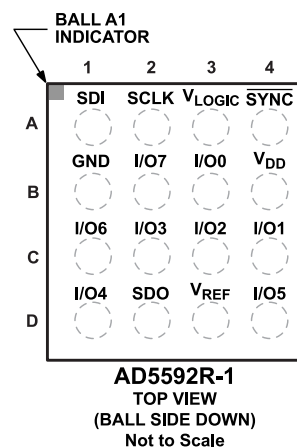 BALL A1
INDICATOR
1 2 3 4
SDI SCLK VLOGIC SYNC
A
GND I/O7 I/O0 VDD
B
I/O6 I/O3 I/O2 I/O1
C
I/O4 SDO VREF I/O5
D
AD5592R-1
TOP VIEW
(BALL SIDE DOWN)
Not to Scale